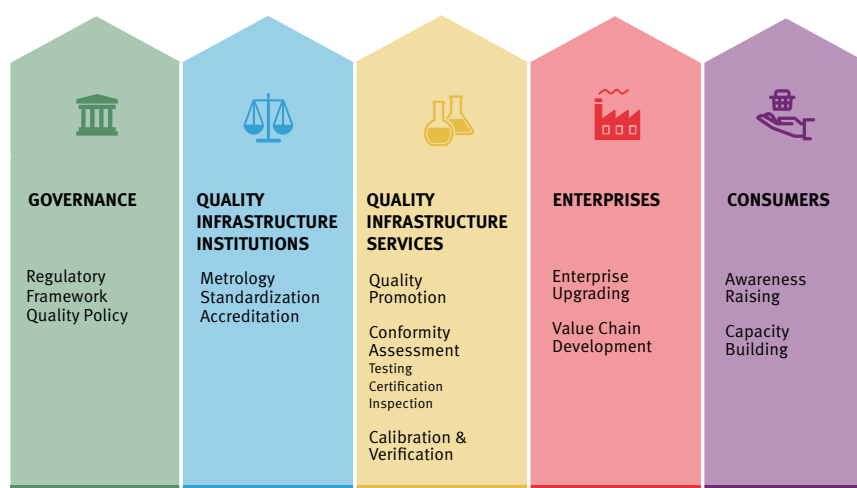 GOVERNANCE
Regulatory
Framework
Quality Policy
QUALITY
INFRASTRUCTURE
INSTITUTIONS
Metrology
Standardization
Accreditation
QUALITY
INFRASTRUCTURE
SERVICES
Quality
Promotion
Conformity
Assessment
Testing
Certification
Inspection
Calibration &
Verification
ENTERPRISES
Enterprise
Upgrading
Value Chain
Development
CONSUMERS
Awareness
Raising
Capacity
Building